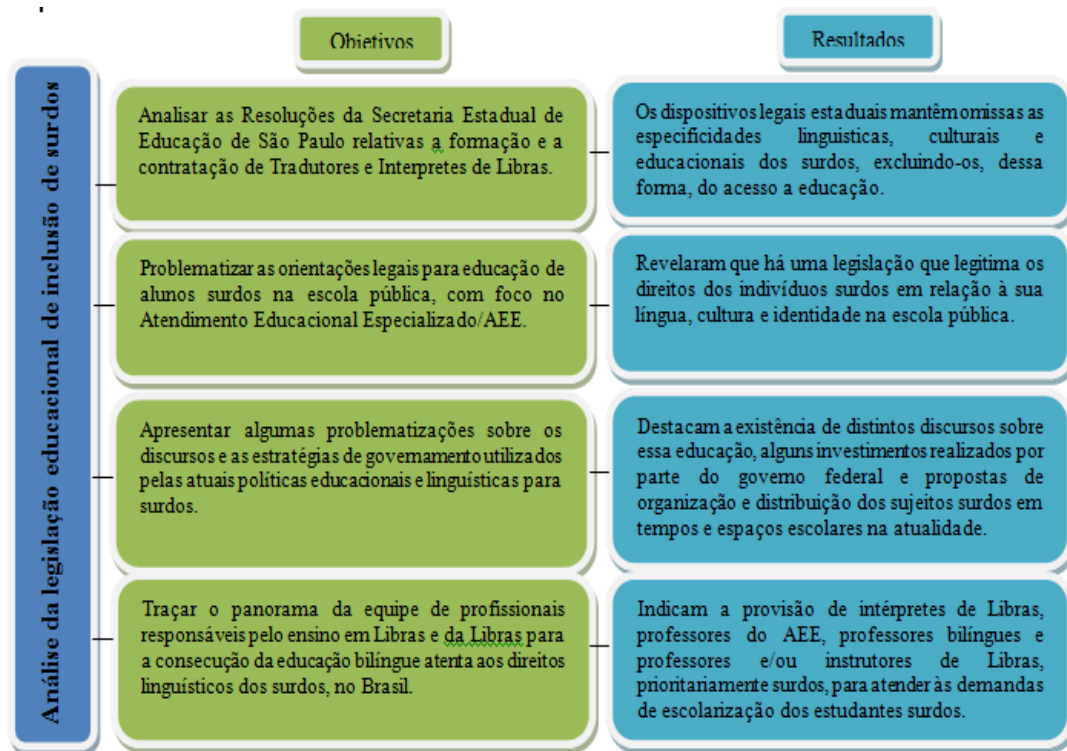 Objetivos
Resultados
Análise da legislação educacional de inclusão de surdos
Analisar as Resoluções da Secretaria Estadual de
Educação de São Paulo relativas a formação e a
contratação de Tradutores e Interpretes de Libras.
Os dispositivos legais estaduais mantêm omissas as
especificidades linguisticas, culturais e
educacionais dos surdos, excluindo-os, dessa
forma, do acesso a educação.
Problematizar as orientações legais para educação de
alunos surdos na escola pública, com foco no
Atendimento Educacional Especializado/AEE.
Revelaram que há uma legislação que legitima os
direitos dos indivíduos surdos em relação à sua
língua, cultura e identidade na escola pública.
Apresentar algumas problematizações sobre os
discursos e as estratégias de governamento utilizados
pelas atuais políticas educacionais e linguísticas para
surdos.
Destacam a existência de distintos discursos sobre
essa educação, alguns investimentos realizados por
parte do governo federal e propostas de
organização e distribuição dos sujeitos surdos em
tempos e espaços escolares na atualidade.
Traçar o panorama da equipe de profissionais
responsáveis pelo ensino em Libras e da Libras para
a consecução da educação bilíngue atenta aos direitos
linguísticos dos surdos, no Brasil.
Indicam a provisão de intérpretes de Libras,
professores do AEE, professores bilíngues e
professores e/ou instrutores de Libras,
prioritariamente surdos, para atender às demandas
de escolarização dos estudantes surdos.